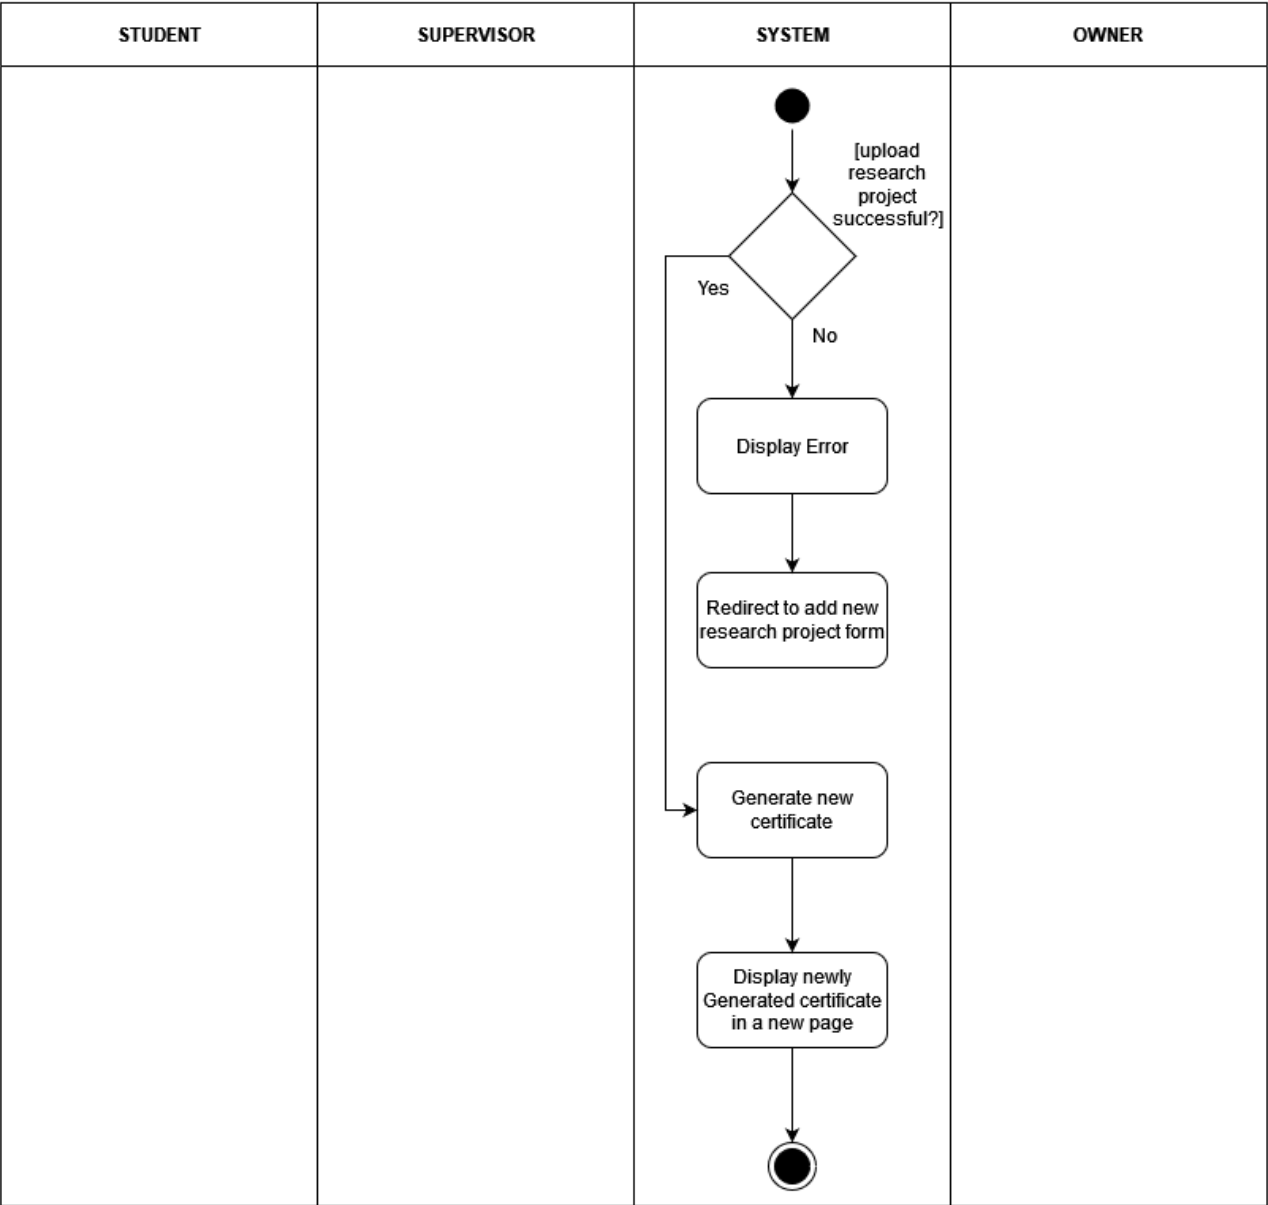 STUDENT
SUPERVISOR
SYSTEM
OWNER
[upload
research
project
successful?]
Yes
No
Display Error
Redirect to add new
research project form
Generate new
certificate
Display newly
Generated certificate
in a new page